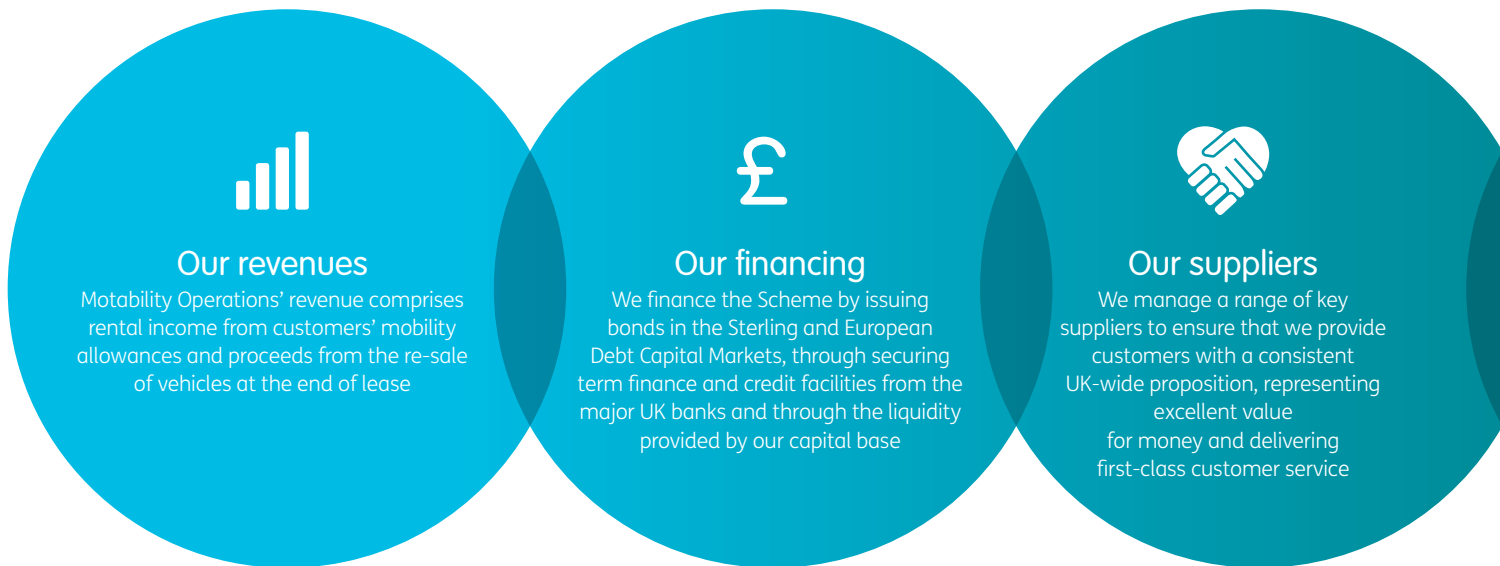 Our revenues
Motability Operations’ revenue comprises
rental income from customers’ mobility
allowances and proceeds from the re-sale
of vehicles at the end of lease
£
Our financing
We finance the Scheme by issuing
bonds in the Sterling and European
Debt Capital Markets, through securing
term finance and credit facilities from the
major UK banks and through the liquidity
provided by our capital base
Our suppliers
We manage a range of key
suppliers to ensure that we provide
customers with a consistent
UK-wide proposition, representing
excellent value
for money and delivering
first-class customer service